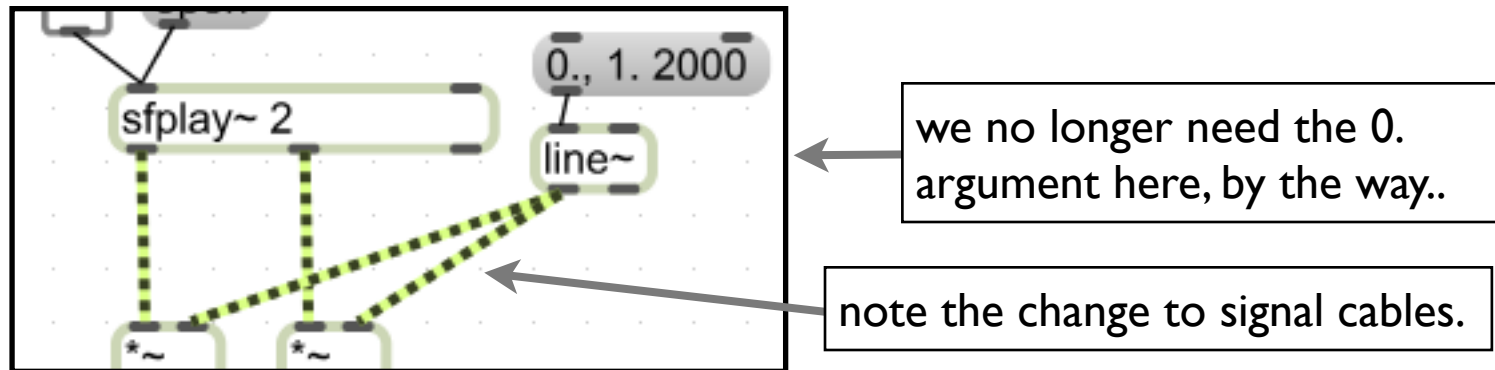 0., 1. 2000
sfplay~ 2
line~
*~
*~
we no longer need the 0.
argument here, by the way..
note the change to signal cables.